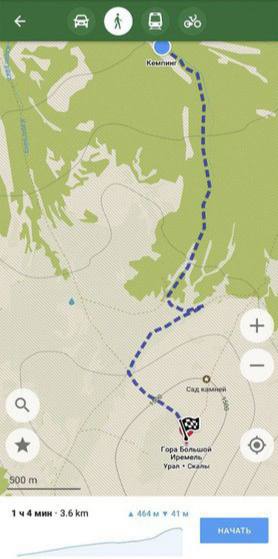 Кемпинг
Сад камней
Гора Большой
Иремель
Урал • Скалы
500 m
1 ч 4 мин • 3.6 km
▲ 464 м ▼ 41 м
НАЧАТЬ